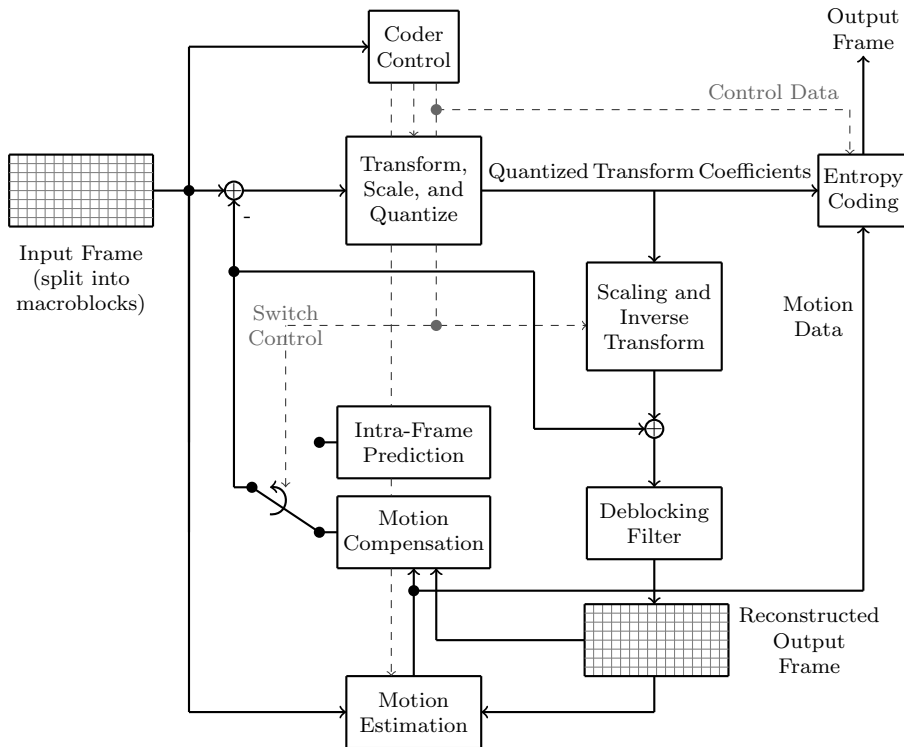 Output
Frame
Coder
Control
Control Data
Transform,
Scale, and
Quantize
Quantized Transform Coefficients
Entropy
Coding
-
Input Frame
(split into
macroblocks)
Scaling and
Inverse
Transform
Motion
Data
Switch
Control
Intra-Frame
Prediction
Motion
Compensation
Deblocking
Filter
Reconstructed
Output
Frame
Motion
Estimation